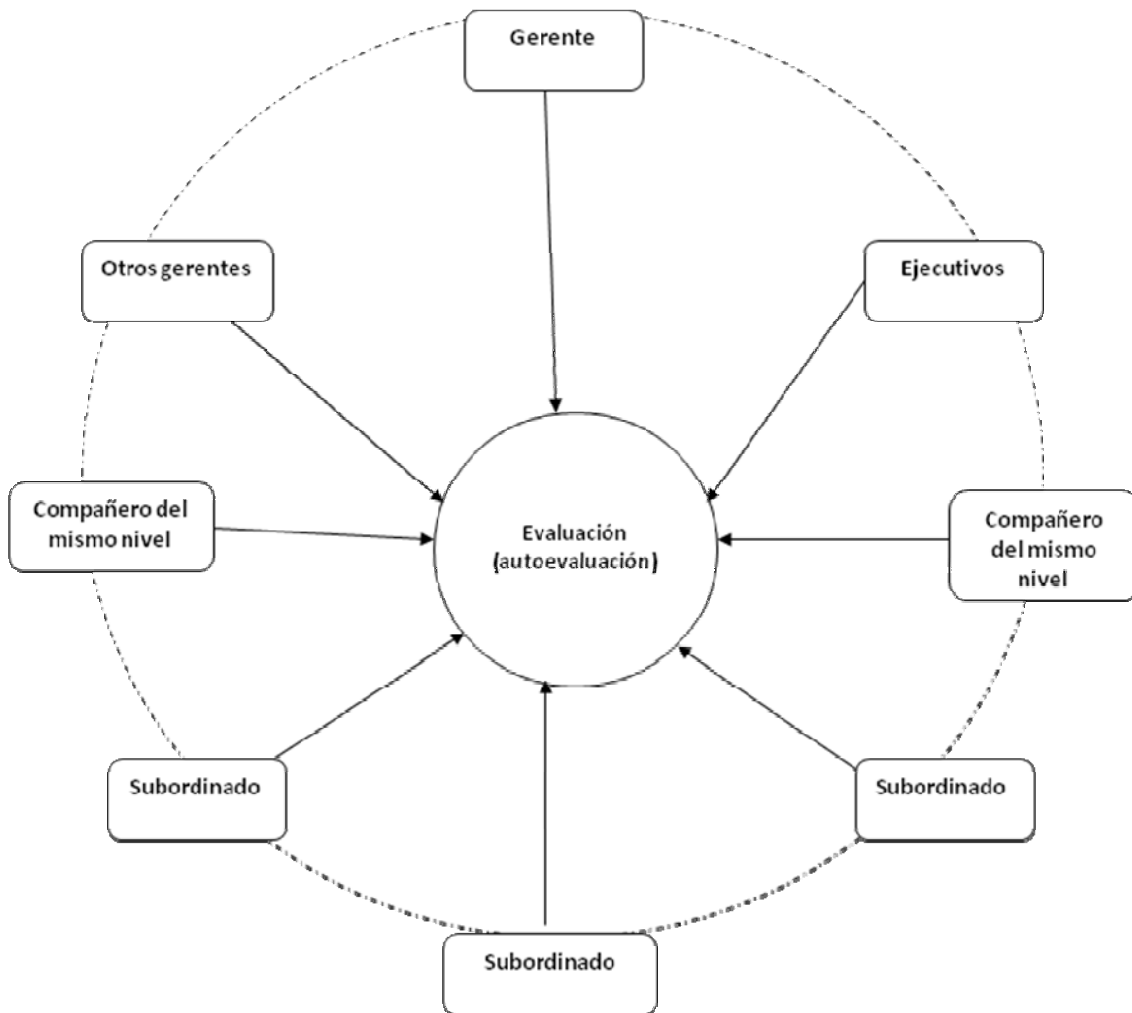 Gerente
Otros gerentes
Ejecutivos
Compañero del
mismo nivel
Evaluación
(autoevaluación)
Compañero
del mismo
nivel
Subordinado
Subordinado
Subordinado